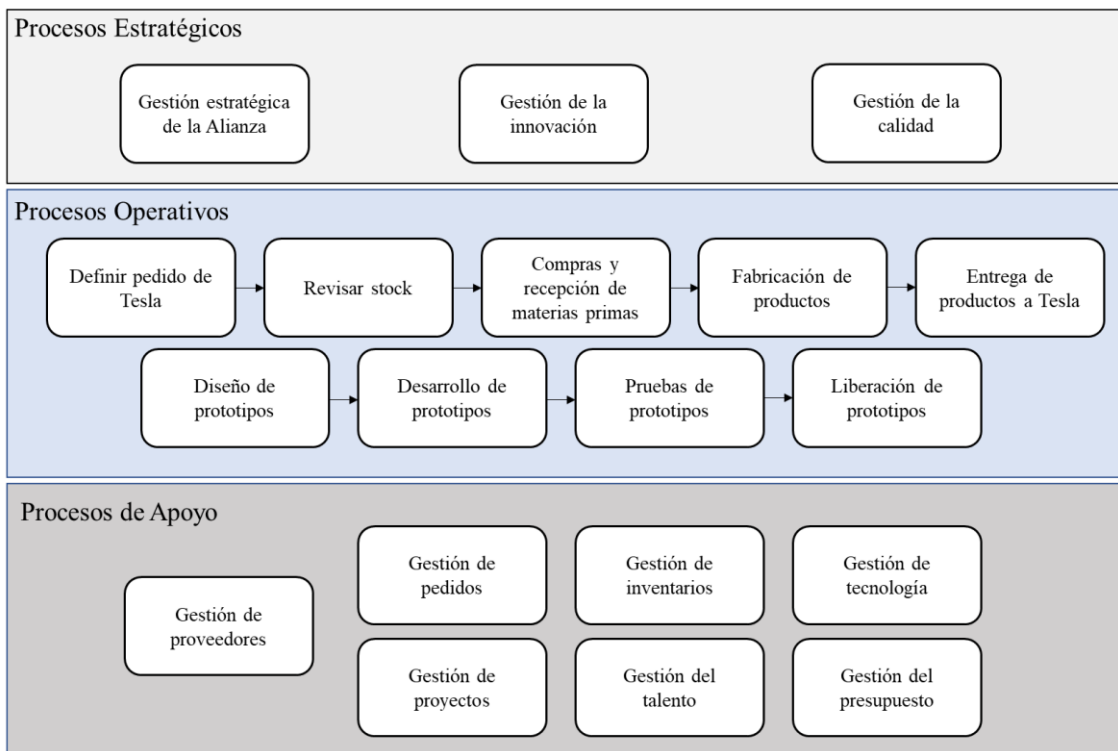 Procesos Estratégicos
Gestión estratégica
de la Alianza
Gestión de la
innovación
Gestión de la
calidad
Procesos Operativos
Definir pedido de
Tesla
Revisar stock
Compras y
recepción de
materias primas
Fabricación de
productos
Entrega de
productos a Tesla
Diseño de
prototipos
Desarrollo de
prototipos
Pruebas de
prototipos
Liberación de
prototipos
Procesos de Apoyo
Gestión de
proveedores
Gestión de
pedidos
Gestión de
inventarios
Gestión de
tecnología
Gestión de
proyectos
Gestión del
talento
Gestión del
presupuesto